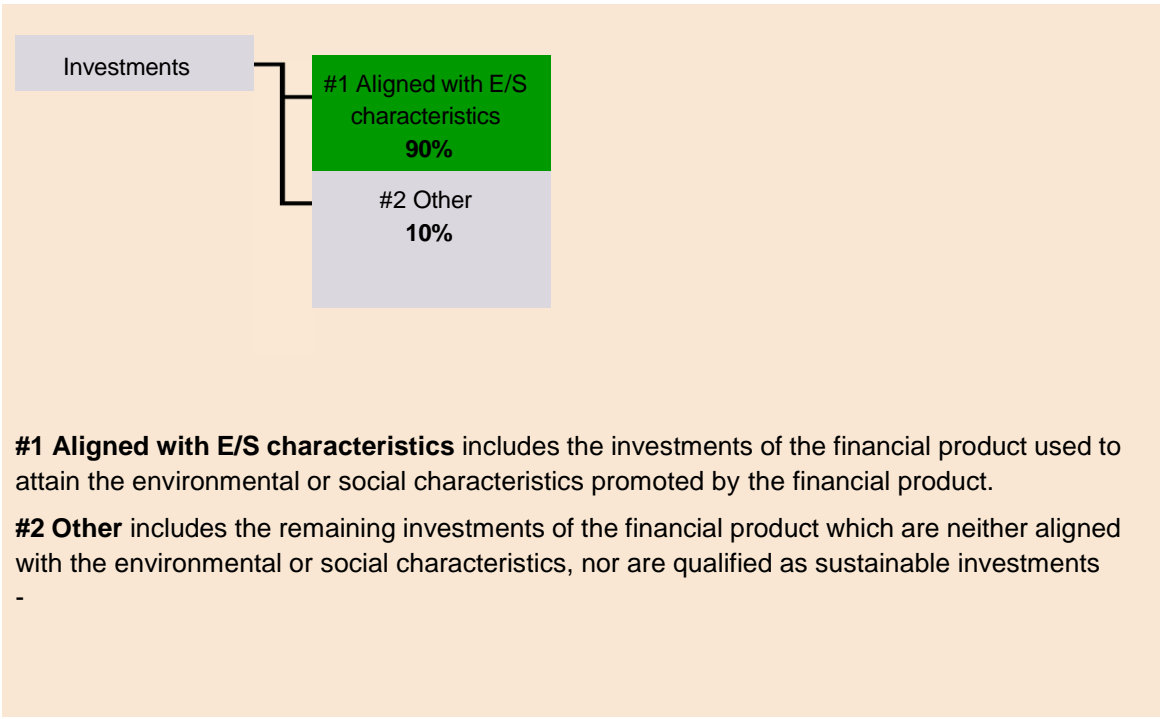 Investments
#1 Aligned with E/S
characteristics
90%
#2 Other
10%
#1 Aligned with E/S characteristics includes the investments of the financial product used to
attain the environmental or social characteristics promoted by the financial product.
#2 Other includes the remaining investments of the financial product which are neither aligned
with the environmental or social characteristics, nor are qualified as sustainable investments
-